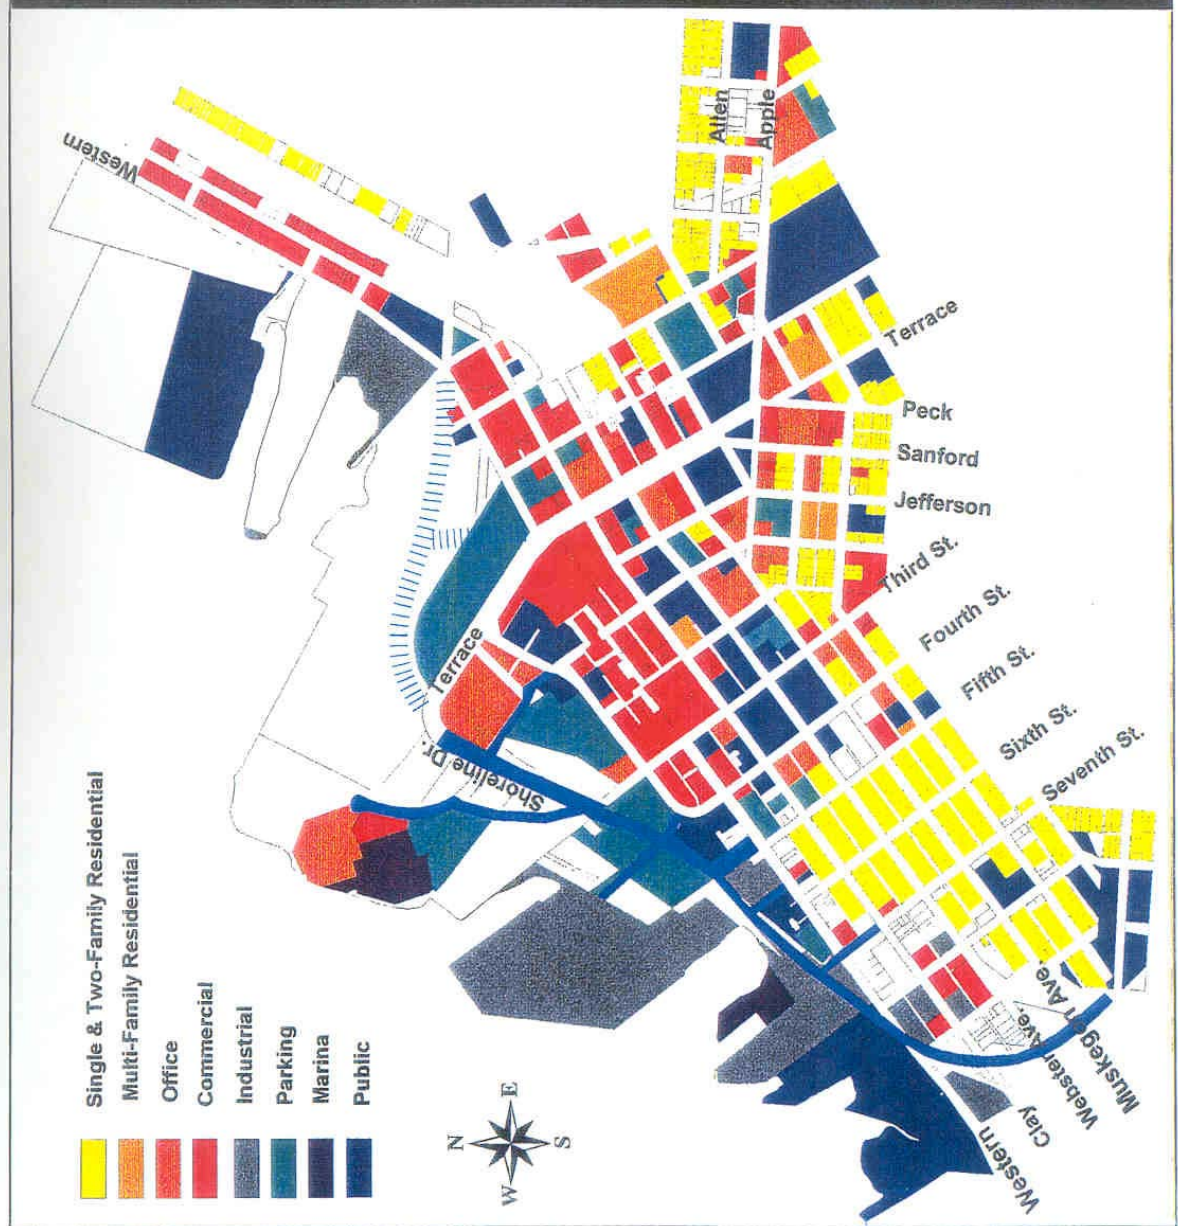 Single & Two-Family Residential
Multi-Family Residential
Office
Commercial
Industrial
Parking
Marina
Public
N
W
E
S
Western
Allen
Apple
Terrace
Peck
Sanford
Jefferson
Third St.
Fourth St.
Fifth St.
Sixth St.
Seventh St.
Terrace
Shoreline Dr.
Muskegon Ave.
Webster Ave.
Clay
Western